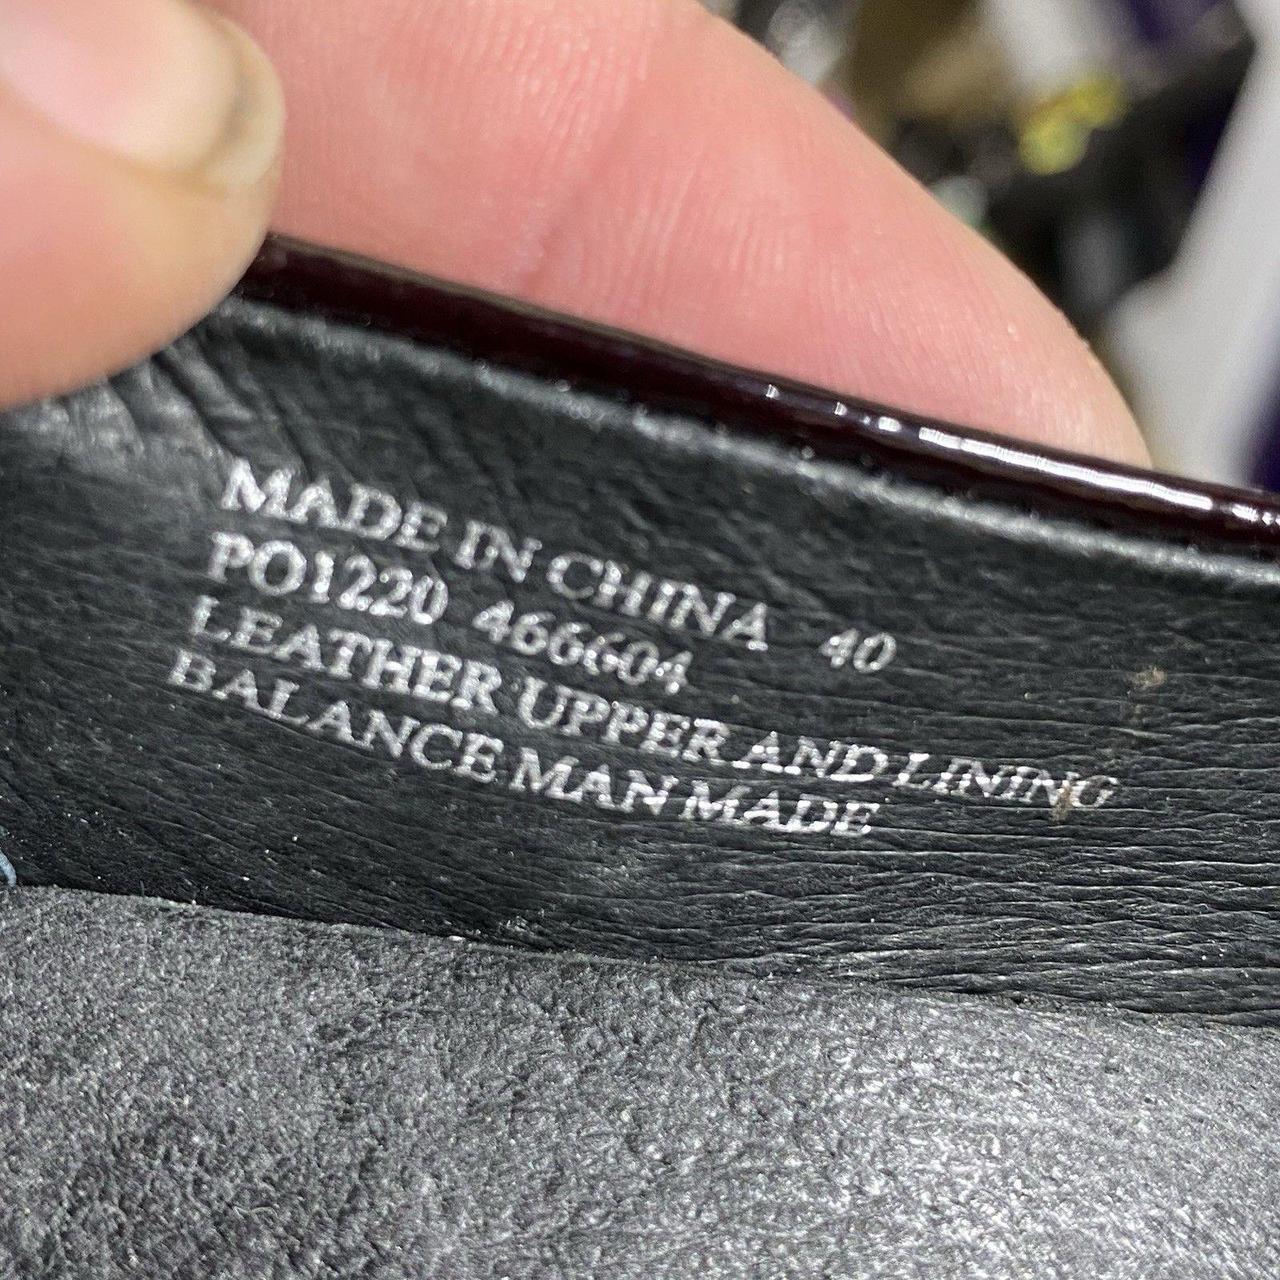 MADE IN CHINA 40
PO1220 466604
LEATHER UPPER AND LINING
BALANCE MAN MADE